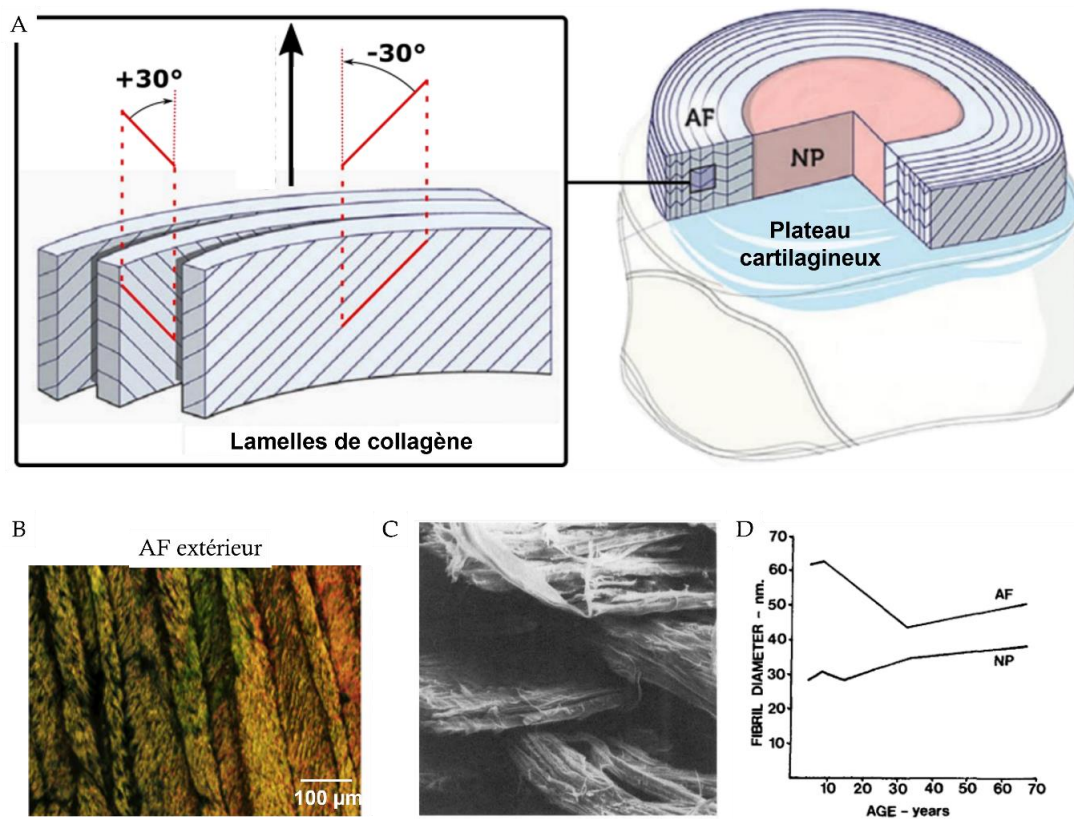 A
+30°
-30°
AF
NP
Plateau
cartilagineux
Lamelles de collagène
B
AF extérieur
100 µm
C
D
FIBRIL DIAMETER – nm.
70
60
50
40
30
20
10
AF
NP
10 20 30 40 50 60 70
AGE – years